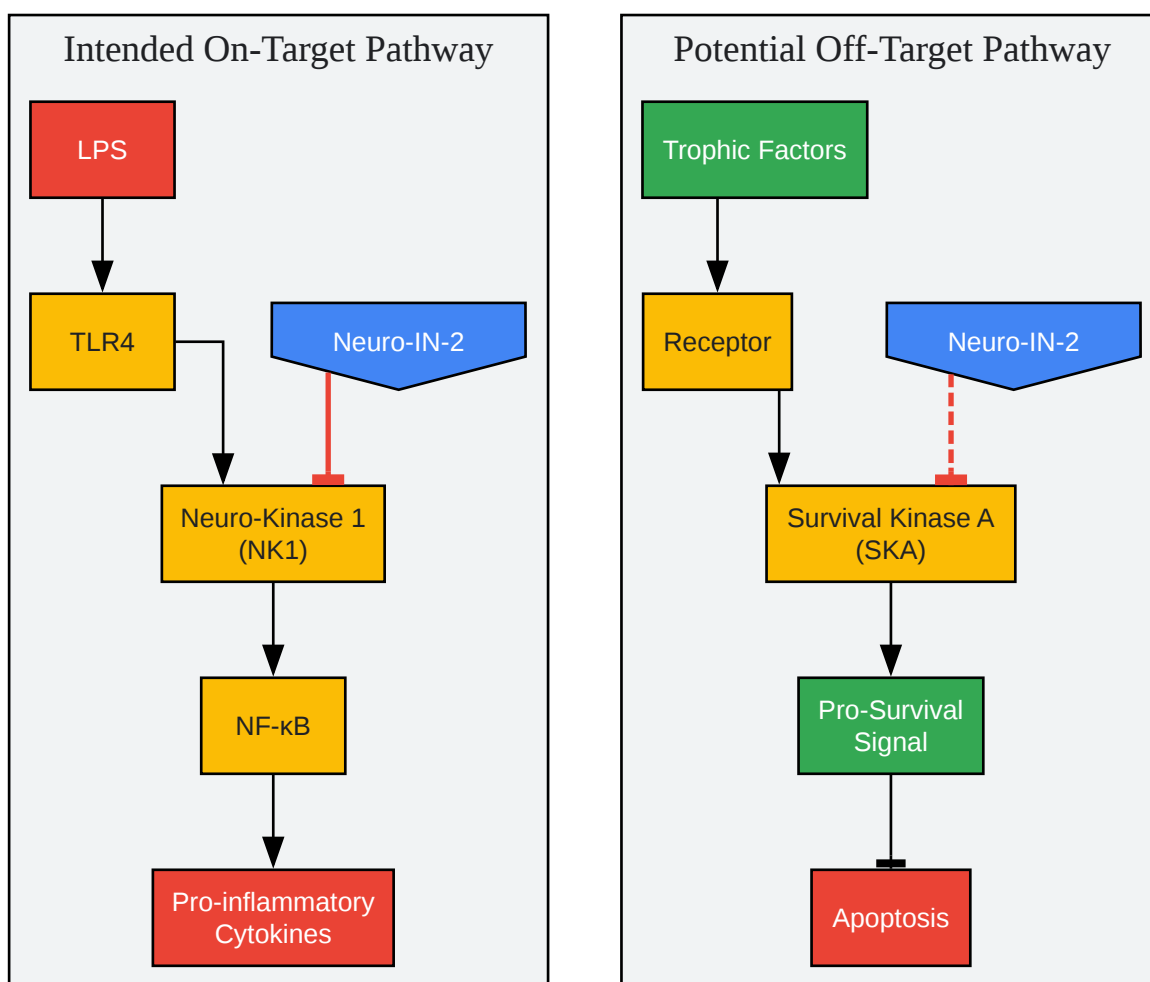 Intended On-Target Pathway
LPS
TLR4
Neuro-IN-2
Neuro-Kinase 1
(NK1)
NF-κB
Pro-inflammatory
Cytokines
Potential Off-Target Pathway
Trophic Factors
Receptor
Neuro-IN-2
Survival Kinase A
(SKA)
Pro-Survival
Signal
Apoptosis